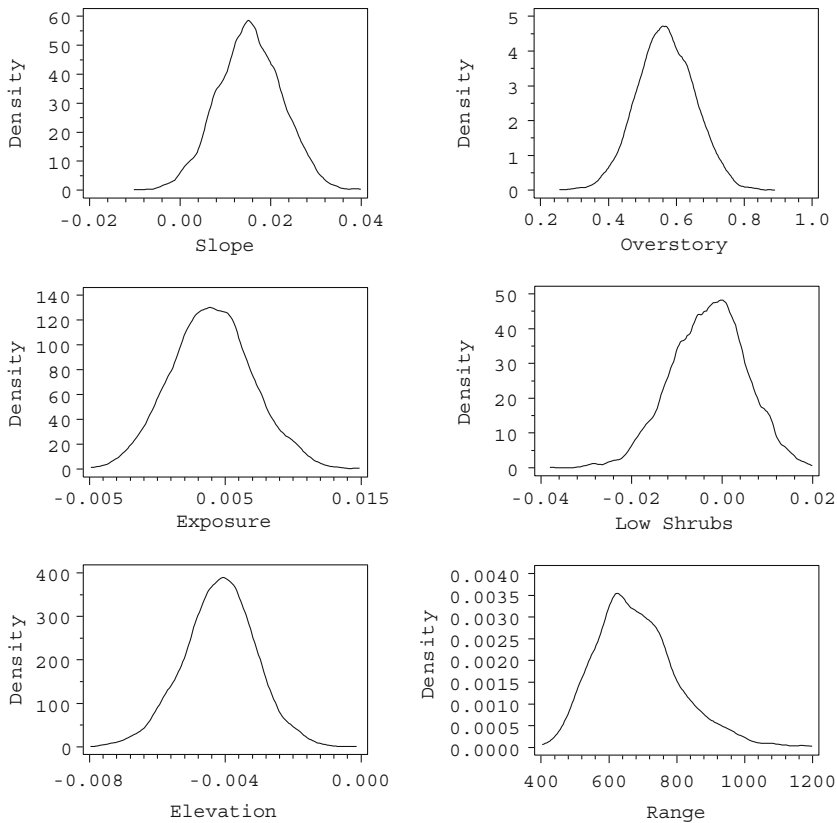 60
50
40
30
20
10
0
Density
-0.02 0.00 0.02 0.04
Slope
5
4
3
2
1
0
Density
0.2 0.4 0.6 0.8 1.0
Overstory
140
120
100
80
60
40
20
0
Density
-0.005 0.005 0.015
Exposure
50
40
30
20
10
0
Density
-0.04 -0.02 0.00 0.02
Low Shrubs
400
300
200
100
0
Density
-0.008 -0.004 0.000
Elevation
0.0040
0.0035
0.0030
0.0025
0.0020
0.0015
0.0010
0.0005
0.0000
Density
400 600 800 1000 1200
Range